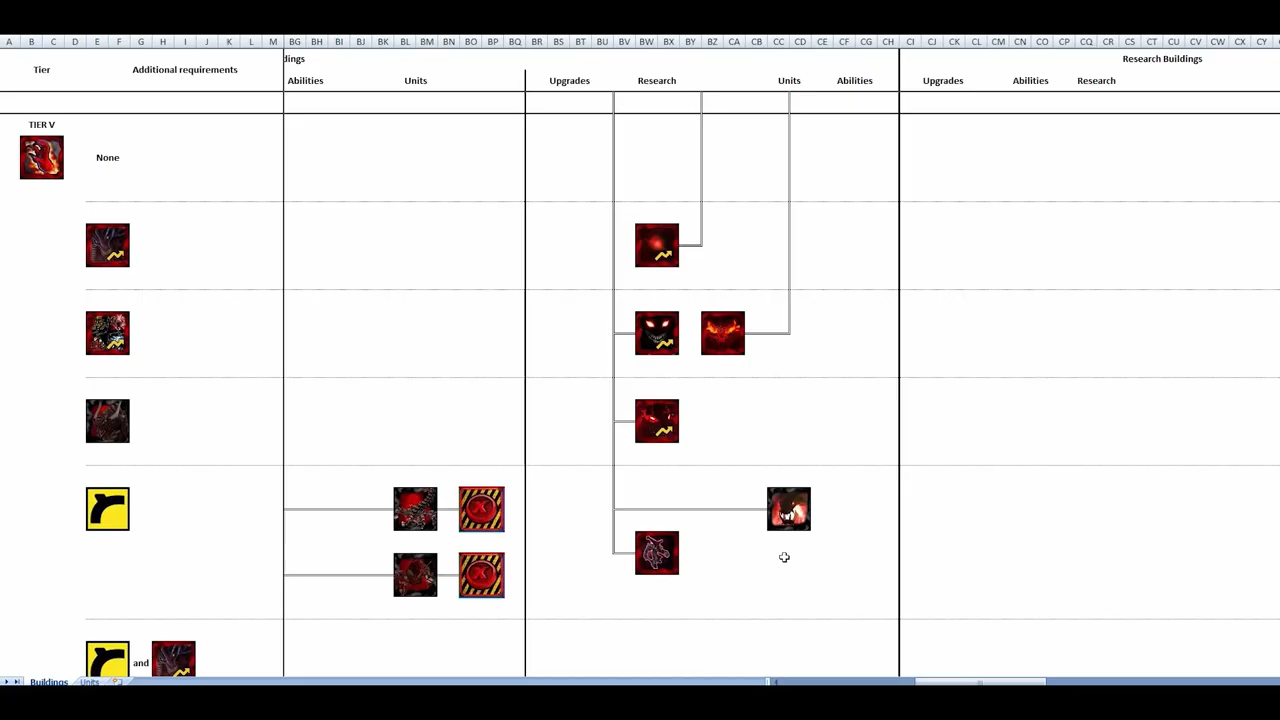 A B C D E F G H I J K L M BG BH BI BJ BK BL BM BN BO BP BQ BR BS BT BU BV BW BX BY BZ CA CB CC CD CE CF CG CH CI CJ CK CL CM CN CO CP CQ CR CS CT CU CV CW CX CY
Tier Additional requirements
Abilities Units Upgrades Research Units Abilities
Research Buildings
Upgrades Abilities Research
TIER V
None
and
Buildings Units